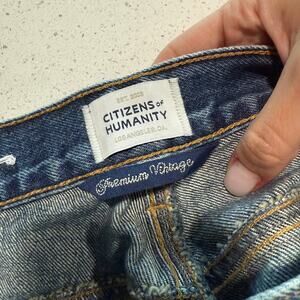 EST. 2003
CITIZENS of
HUMANITY
LOS ANGELES, CA.
Premium Vintage